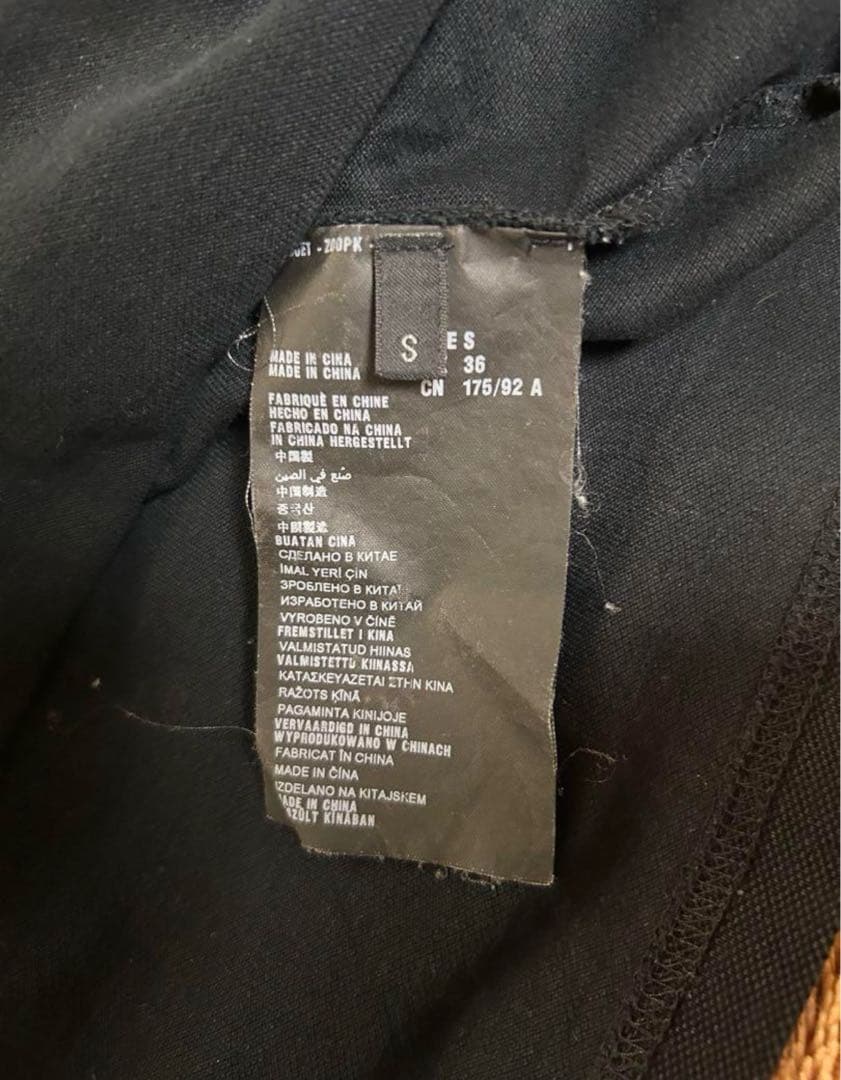 - 200PK -
S
E S
36
CN 175/92 A
MADE IN CINA
MADE IN CHINA
FABRIQUÈ EN CHINE
HECHO EN CHINA
FABRICADO NA CHINA
IN CHINA HERGESTELLT
中国製
صنع في الصين
中国制造
중국산
中國製造
BUATAN CINA
СДЕЛАНО В КИТАЕ
İMAL YERİ ÇİN
ЗРОБЛЕНО В КИТАЇ
ИЗРАБОТЕНО В КИТАЙ
VYROBENO V ČÍNĚ
FREMSTILLET I KINA
VALMISTATUD HIINAS
VALMISTETTU KIINASSA
ΚΑΤΑΣΚΕΥΑΖΕΤΑΙ ΣΤΗΝ ΚΙΝΑ
RAŽOTS ĶĪNĀ
PAGAMINTA KINIJOJE
VERVAARDIGD IN CHINA
WYPRODUKOWANO W CHINACH
FABRICAT ÎN CHINA
MADE IN ČÍNA
IZDELANO NA KITAJSKEM
MADE IN CHINA
KÉSZÜLT KÍNÁBAN